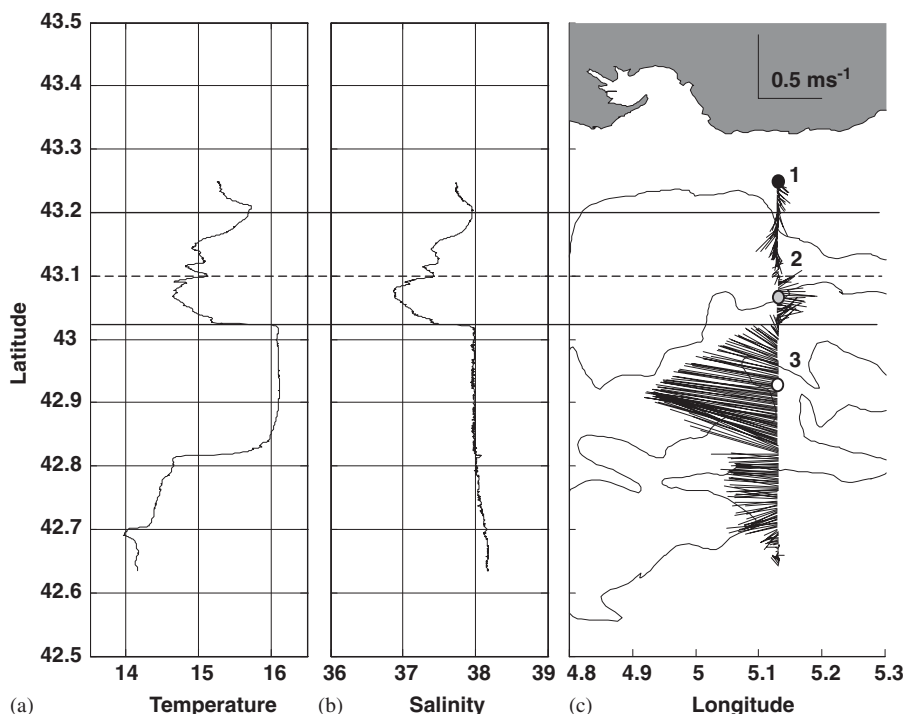 43.5
43.4
43.3
43.2
43.1
43
42.9
42.8
42.7
42.6
42.5
Latitude
14 15 16
36 37 38 39
4.8 4.9 5 5.1 5.2 5.3
0.5 ms-1
1
2
3
(a) Temperature
(b) Salinity
(c) Longitude